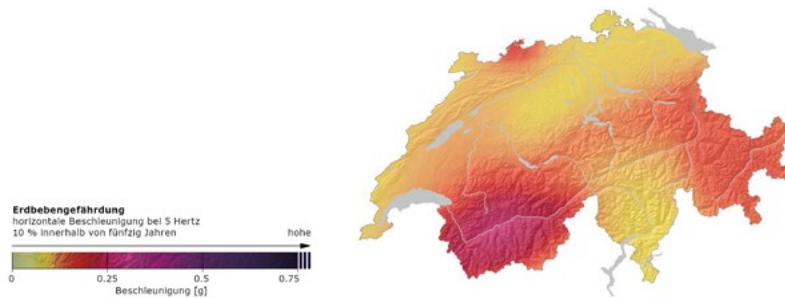 Erdbebengefährdung
horizontale Beschleunigung bei 5 Hertz
10 % innerhalb von fünfzig Jahren
hohe
0 0.25 0.5 0.75
Beschleunigung [g]